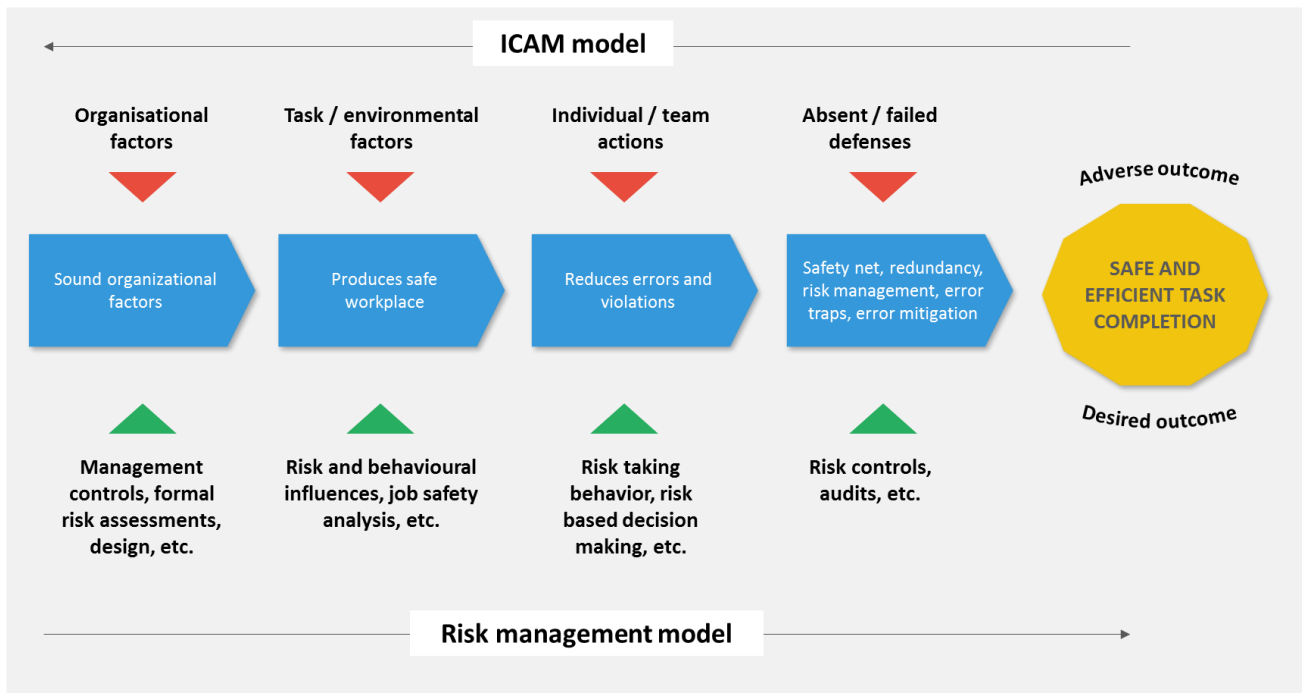 ICAM model
Organisational
factors
Task / environmental
factors
Individual / team
actions
Absent / failed
defenses
Adverse outcome
Sound organizational
factors
Produces safe
workplace
Reduces errors and
violations
Safety net, redundancy,
risk management, error
traps, error mitigation
SAFE AND
EFFICIENT TASK
COMPLETION
Desired outcome
Management
controls, formal
risk assessments,
design, etc.
Risk and behavioural
influences, job safety
analysis, etc.
Risk taking
behavior, risk
based decision
making, etc.
Risk controls,
audits, etc.
Risk management model